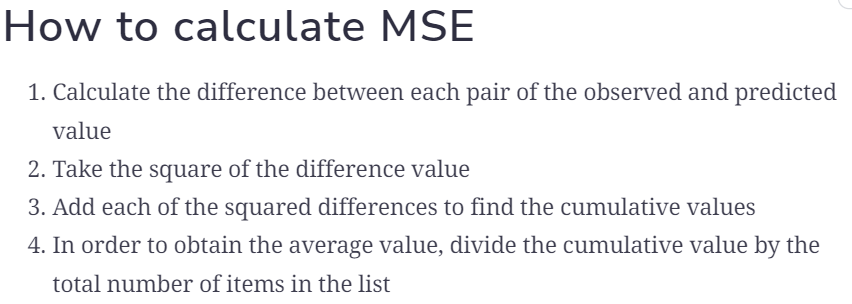 How to calculate MSE
1. Calculate the difference between each pair of the observed and predicted
value
2. Take the square of the difference value
3. Add each of the squared differences to find the cumulative values
4. In order to obtain the average value, divide the cumulative value by the
total number of items in the list